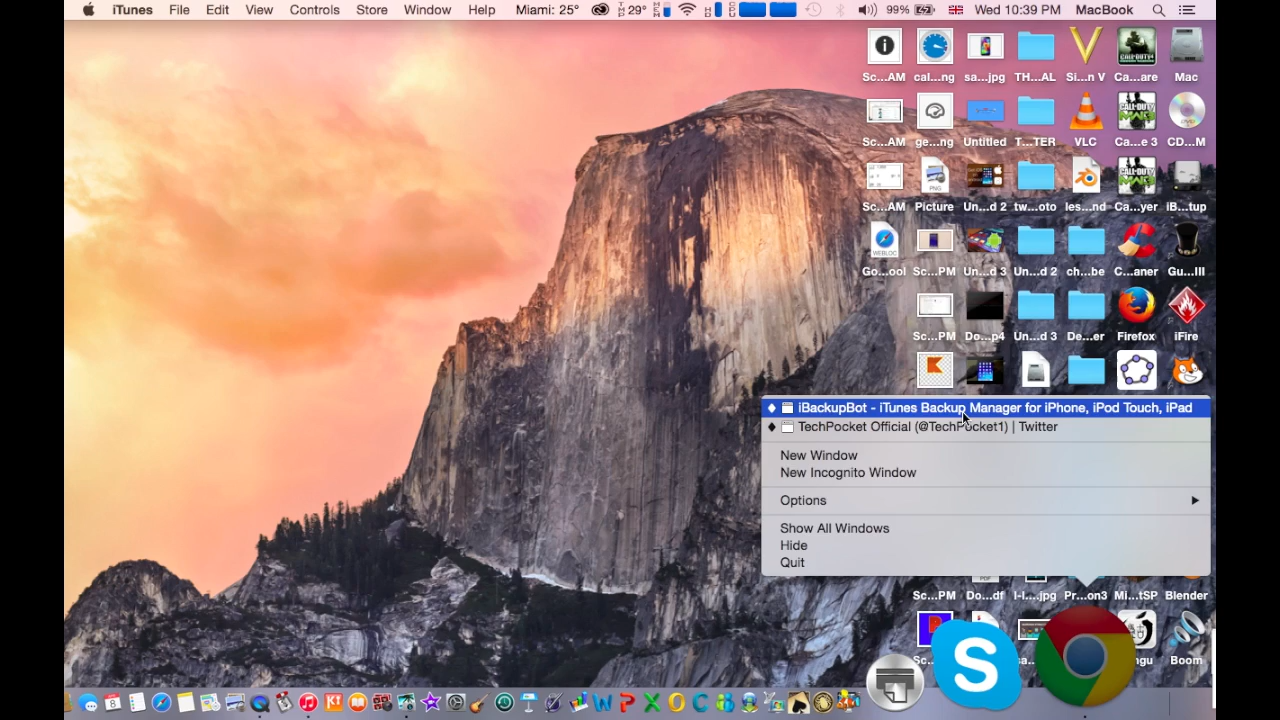 iTunes File Edit View Controls Store Window Help Miami: 25° 29° 99% Wed 10:39 PM MacBook
Sc...AM cal...ng sa...jpg TH...AL Si...n V Ca...are Mac
Sc...AM ge...ng Untitled T...TER VLC Ca...e 3 CD...M
Sc...AM Picture Un...d 2 tw...oto les...nd Ca...yer iB...tup
Go...ool Sc...PM Un...d 3 Un...d 2 ch...be C...aner Gu...III
Sc...PM Do...p4 Un...d 3 De...er Firefox iFire
iBackupBot - iTunes Backup Manager for iPhone, iPod Touch, iPad
TechPocket Official (@TechPocket1) | Twitter
New Window
New Incognito Window
Options
Show All Windows
Hide
Quit
Sc...PM Do...df l-l....jpg Pr...on3 Mi...tSP Blender
Boom